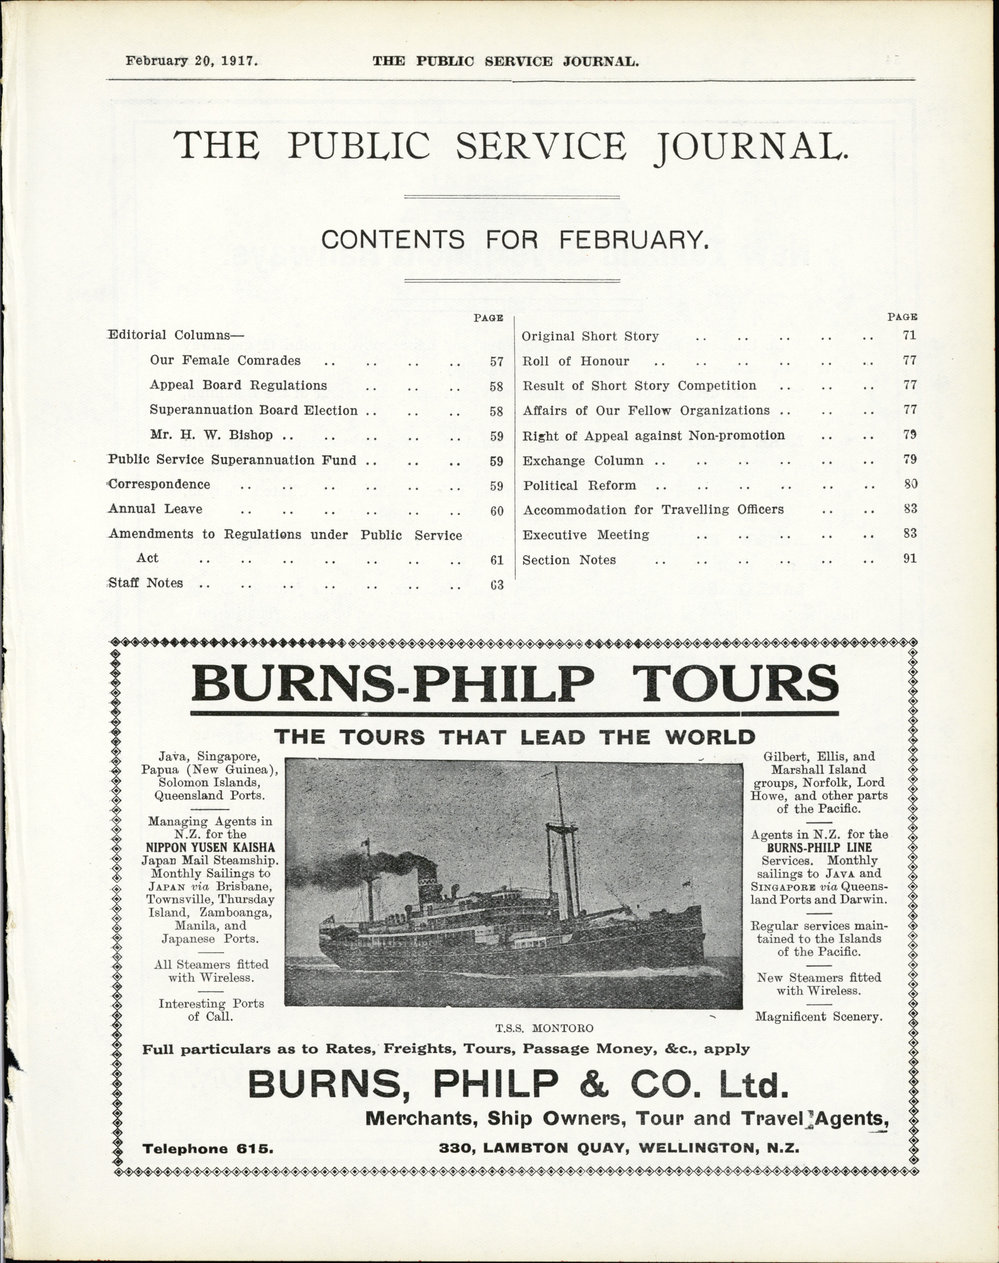 February 20, 1917. THE PUBLIC SERVICE JOURNAL.
THE PUBLIC SERVICE JOURNAL.
CONTENTS FOR FEBRUARY.
PAGE
Editorial Columns—
Our Female Comrades .. .. .. .. 57
Appeal Board Regulations .. .. .. 58
Superannuation Board Election .. .. .. 58
Mr. H. W. Bishop .. .. .. .. .. 59
Public Service Superannuation Fund .. .. .. 59
Correspondence .. .. .. .. .. .. 59
Annual Leave .. .. .. .. .. .. 60
Amendments to Regulations under Public Service
Act .. .. .. .. .. .. .. 61
Staff Notes .. .. .. .. .. .. .. 63
PAGE
Original Short Story .. .. .. .. .. 71
Roll of Honour .. .. .. .. .. .. 77
Result of Short Story Competition .. .. .. 77
Affairs of Our Fellow Organizations .. .. .. 77
Right of Appeal against Non-promotion .. .. 79
Exchange Column .. .. .. .. .. .. 79
Political Reform .. .. .. .. .. .. 80
Accommodation for Travelling Officers .. .. 83
Executive Meeting .. .. .. .. .. 83
Section Notes .. .. .. .. .. .. 91
BURNS-PHILP TOURS
THE TOURS THAT LEAD THE WORLD
Java, Singapore,
Papua (New Guinea),
Solomon Islands,
Queensland Ports.
Managing Agents in
N.Z. for the
NIPPON YUSEN KAISHA
Japan Mail Steamship.
Monthly Sailings to
JAPAN via Brisbane,
Townsville, Thursday
Island, Zamboanga,
Manila, and
Japanese Ports.
All Steamers fitted
with Wireless.
Interesting Ports
of Call.
Gilbert, Ellis, and
Marshall Island
groups, Norfolk, Lord
Howe, and other parts
of the Pacific.
Agents in N.Z. for the
BURNS-PHILP LINE
Services. Monthly
sailings to JAVA and
SINGAPORE via Queens-
land Ports and Darwin.
Regular services main-
tained to the Islands
of the Pacific.
New Steamers fitted
with Wireless.
Magnificent Scenery.
T.S.S. MONTORO
Full particulars as to Rates, Freights, Tours, Passage Money, &c., apply
BURNS, PHILP & CO. Ltd.
Merchants, Ship Owners, Tour and Travel Agents,
Telephone 615. 330, LAMBTON QUAY, WELLINGTON, N.Z.